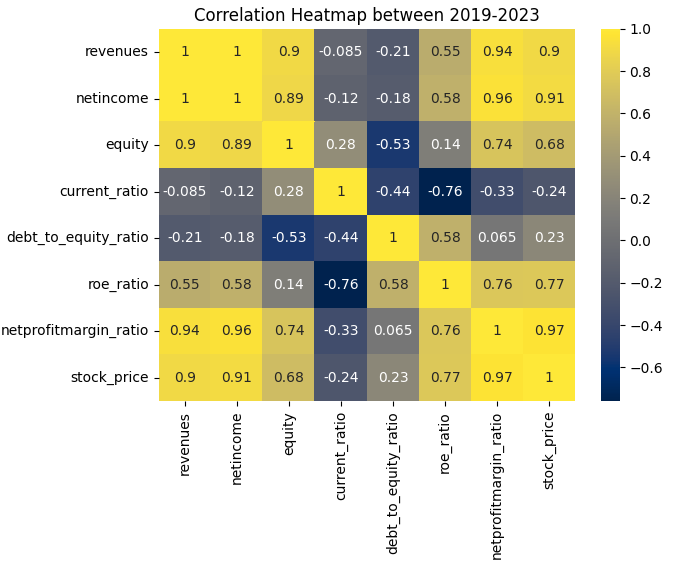 Correlation Heatmap between 2019-2023
revenues 1 1 0.9 -0.085 -0.21 0.55 0.94 0.9
netincome 1 1 0.89 -0.12 -0.18 0.58 0.96 0.91
equity 0.9 0.89 1 0.28 -0.53 0.14 0.74 0.68
current_ratio -0.085 -0.12 0.28 1 -0.44 -0.76 -0.33 -0.24
debt_to_equity_ratio -0.21 -0.18 -0.53 -0.44 1 0.58 0.065 0.23
roe_ratio 0.55 0.58 0.14 -0.76 0.58 1 0.76 0.77
netprofitmargin_ratio 0.94 0.96 0.74 -0.33 0.065 0.76 1 0.97
stock_price 0.9 0.91 0.68 -0.24 0.23 0.77 0.97 1
revenues
netincome
equity
current_ratio
debt_to_equity_ratio
roe_ratio
netprofitmargin_ratio
stock_price
1.0
0.8
0.6
0.4
0.2
0.0
−0.2
−0.4
−0.6